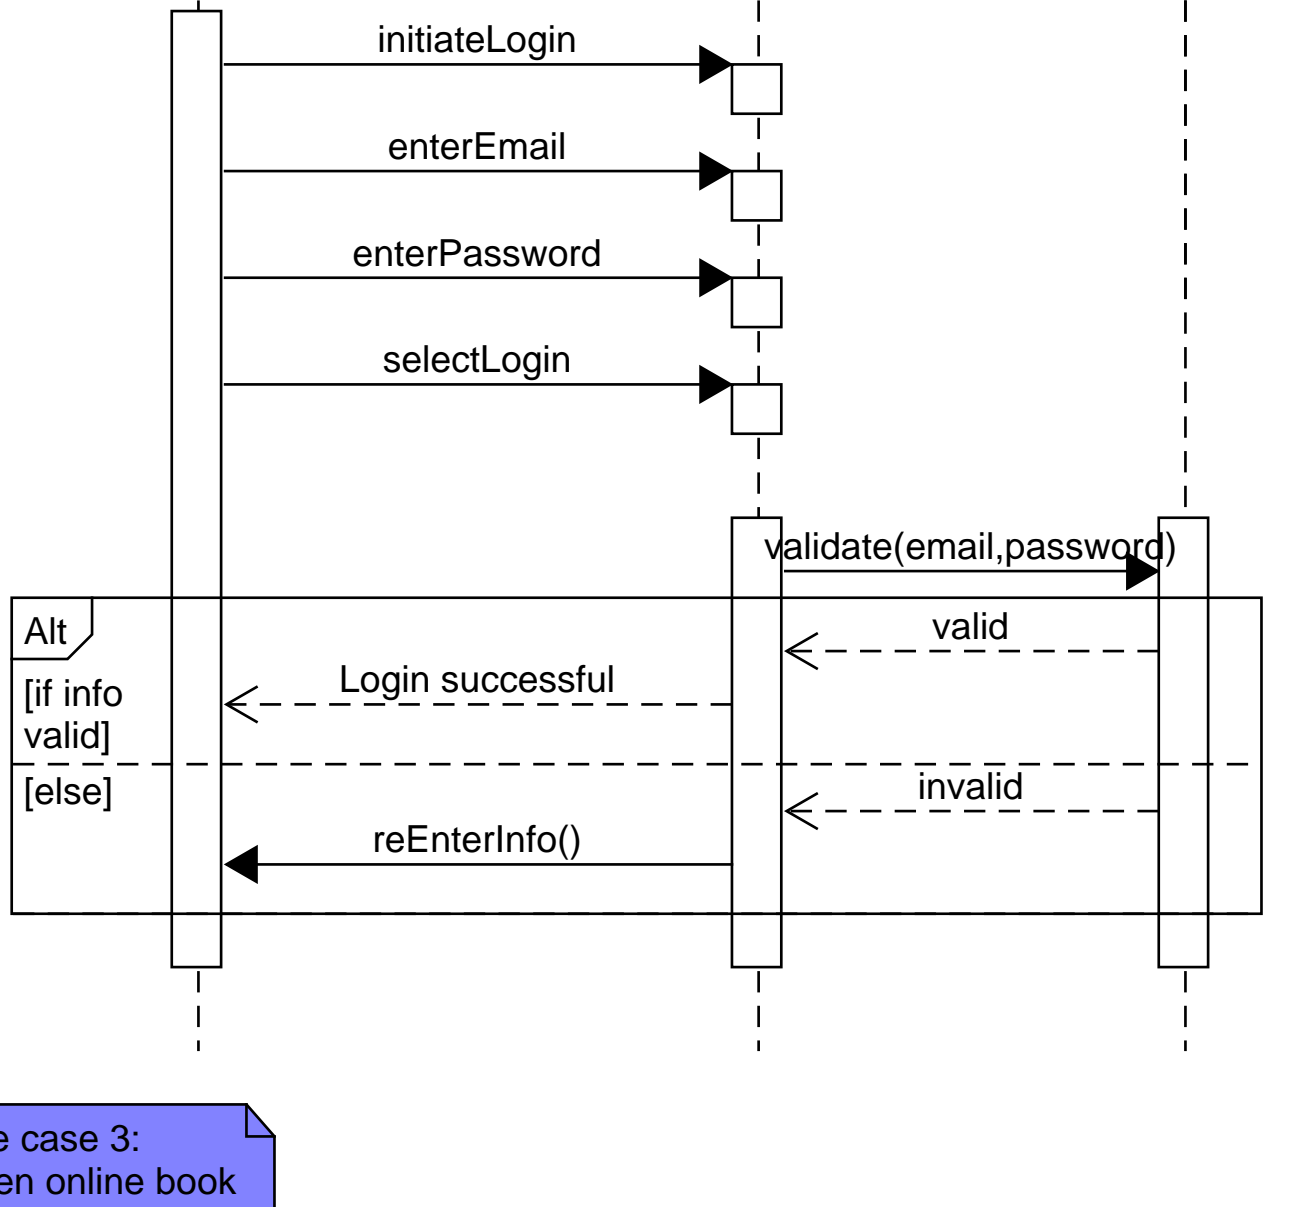 initiateLogin
enterEmail
enterPassword
selectLogin
validate(email,password)
Alt
valid
[if info
valid]
Login successful
[else]
invalid
reEnterInfo()
e case 3:
en online book